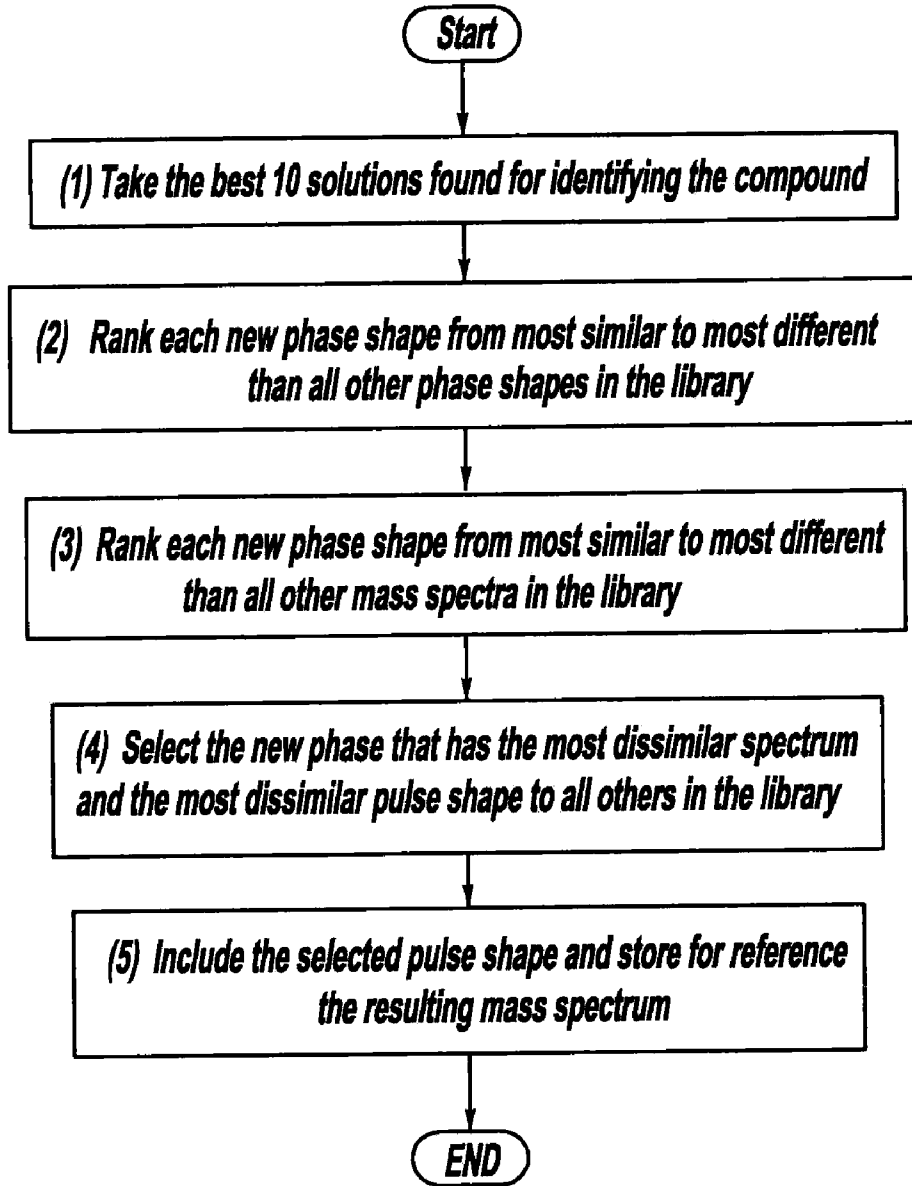 Start
(1) Take the best 10 solutions found for identifying the compound
(2) Rank each new phase shape from most similar to most different
than all other phase shapes in the library
(3) Rank each new phase shape from most similar to most different
than all other mass spectra in the library
(4) Select the new phase that has the most dissimilar spectrum
and the most dissimilar pulse shape to all others in the library
(5) Include the selected pulse shape and store for reference
the resulting mass spectrum
END